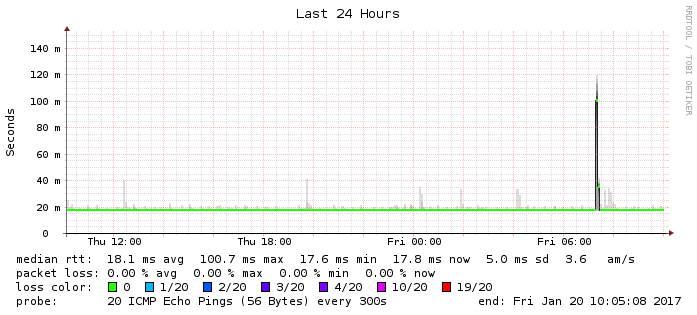 Last 24 Hours
RRDTOOL / TOBI OETIKER
Seconds
140 m
120 m
100 m
80 m
60 m
40 m
20 m
0
Thu 12:00 Thu 18:00 Fri 00:00 Fri 06:00
median rtt: 18.1 ms avg 100.7 ms max 17.6 ms min 17.8 ms now 5.0 ms sd 3.6 am/s
packet loss: 0.00 % avg 0.00 % max 0.00 % min 0.00 % now
loss color: 0 1/20 2/20 3/20 4/20 10/20 19/20
probe: 20 ICMP Echo Pings (56 Bytes) every 300s end: Fri Jan 20 10:05:08 2017